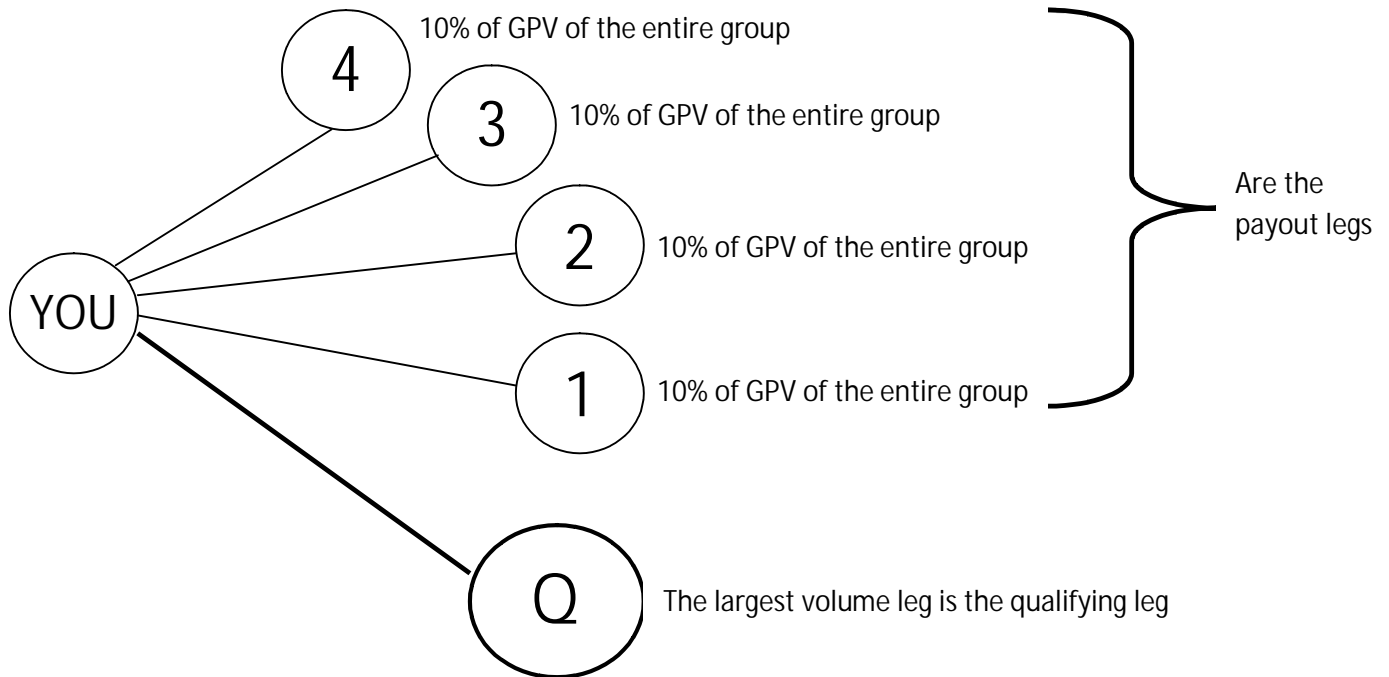 10% of GPV of the entire group
4
10% of GPV of the entire group
3
Are the
payout legs
2
10% of GPV of the entire group
YOU
1
10% of GPV of the entire group
Q
The largest volume leg is the qualifying leg